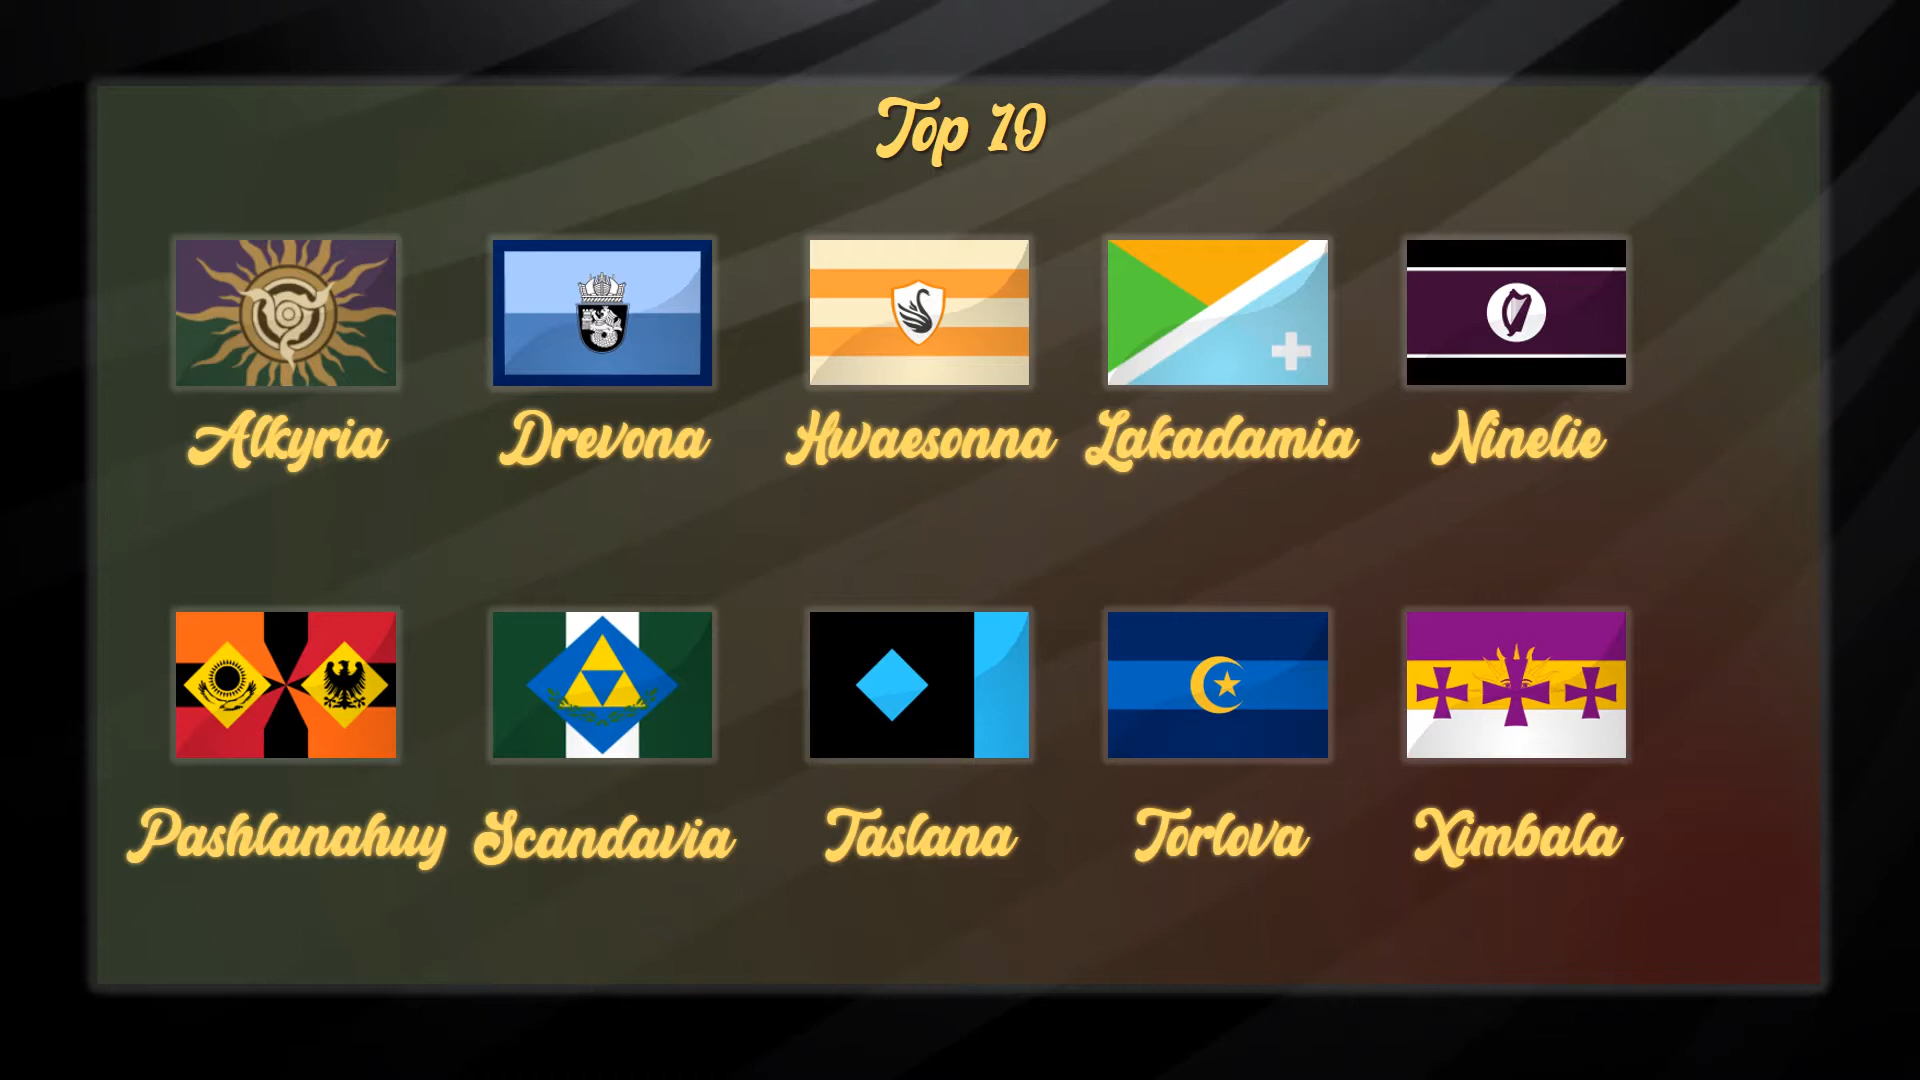 Top 10
Alkyria
Drevona
Hwaesonna
Lakadamia
Ninelie
Pashlanahuy
Scandavia
Taslana
Torlova
Ximbala